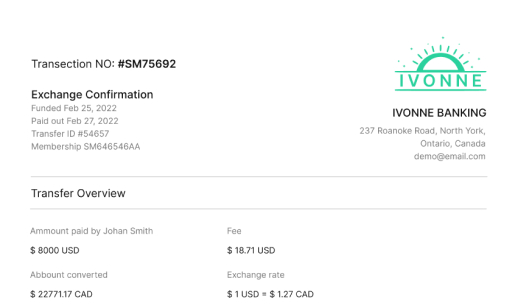 Transection NO: #SM75692
IVONNE
Exchange Confirmation
Funded Feb 25, 2022
Paid out Feb 27, 2022
Transfer ID #54657
Membership SM646546AA
IVONNE BANKING
237 Roanoke Road, North York,
Ontario, Canada
demo@email.com
Transfer Overview
Ammount paid by Johan Smith
$ 8000 USD
Fee
$ 18.71 USD
Abbount converted
$ 22771.17 CAD
Exchange rate
$ 1 USD = $ 1.27 CAD